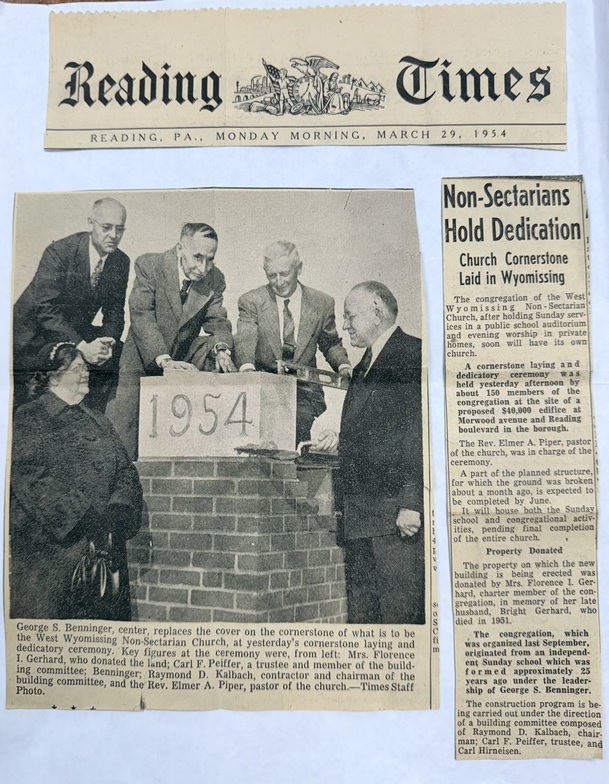 Reading Times
READING, PA., MONDAY MORNING, MARCH 29, 1954
1954
George S. Benninger, center, replaces the cover on the cornerstone of what is to be
the West Wyomissing Non-Sectarian Church, at yesterday's cornerstone laying and
dedicatory ceremony. Key figures at the ceremony were, from left: Mrs. Florence
I. Gerhard, who donated the land; Carl F. Peiffer, a trustee and member of the build-
ing committee; Benninger; Raymond D. Kalbach, contractor and chairman of the
building committee, and the Rev. Elmer A. Piper, pastor of the church.—Times Staff
Photo.
Non-Sectarians
Hold Dedication
Church Cornerstone
Laid in Wyomissing
The congregation of the West
Wyomissing Non-Sectarian
Church, after holding Sunday serv-
ices in a public school auditorium
and evening worship in private
homes, soon will have its own
church.
A cornerstone laying and
dedicatory ceremony was
held yesterday afternoon by
about 150 members of the
congregation at the site of a
proposed $40,000 edifice at
Morwood avenue and Reading
boulevard in the borough.
The Rev. Elmer A. Piper, pastor
of the church, was in charge of the
ceremony.
A part of the planned structure,
for which the ground was broken
about a month ago, is expected to
be completed by June.
It will house both the Sunday
school and congregational activ-
ities, pending final completion
of the entire church.
Property Donated
The property on which the new
building is being erected was
donated by Mrs. Florence I. Ger-
hard, charter member of the con-
gregation, in memory of her late
husband, Bright Gerhard, who
died in 1951.
The congregation, which
was organized last September,
originated from an independ-
ent Sunday school which was
formed approximately 25
years ago under the leader-
ship of George S. Benninger.
The construction program is be-
ing carried out under the direction
of a building committee composed
of Raymond D. Kalbach, chair-
man; Carl F. Peiffer, trustee, and
Carl Hirneisen.